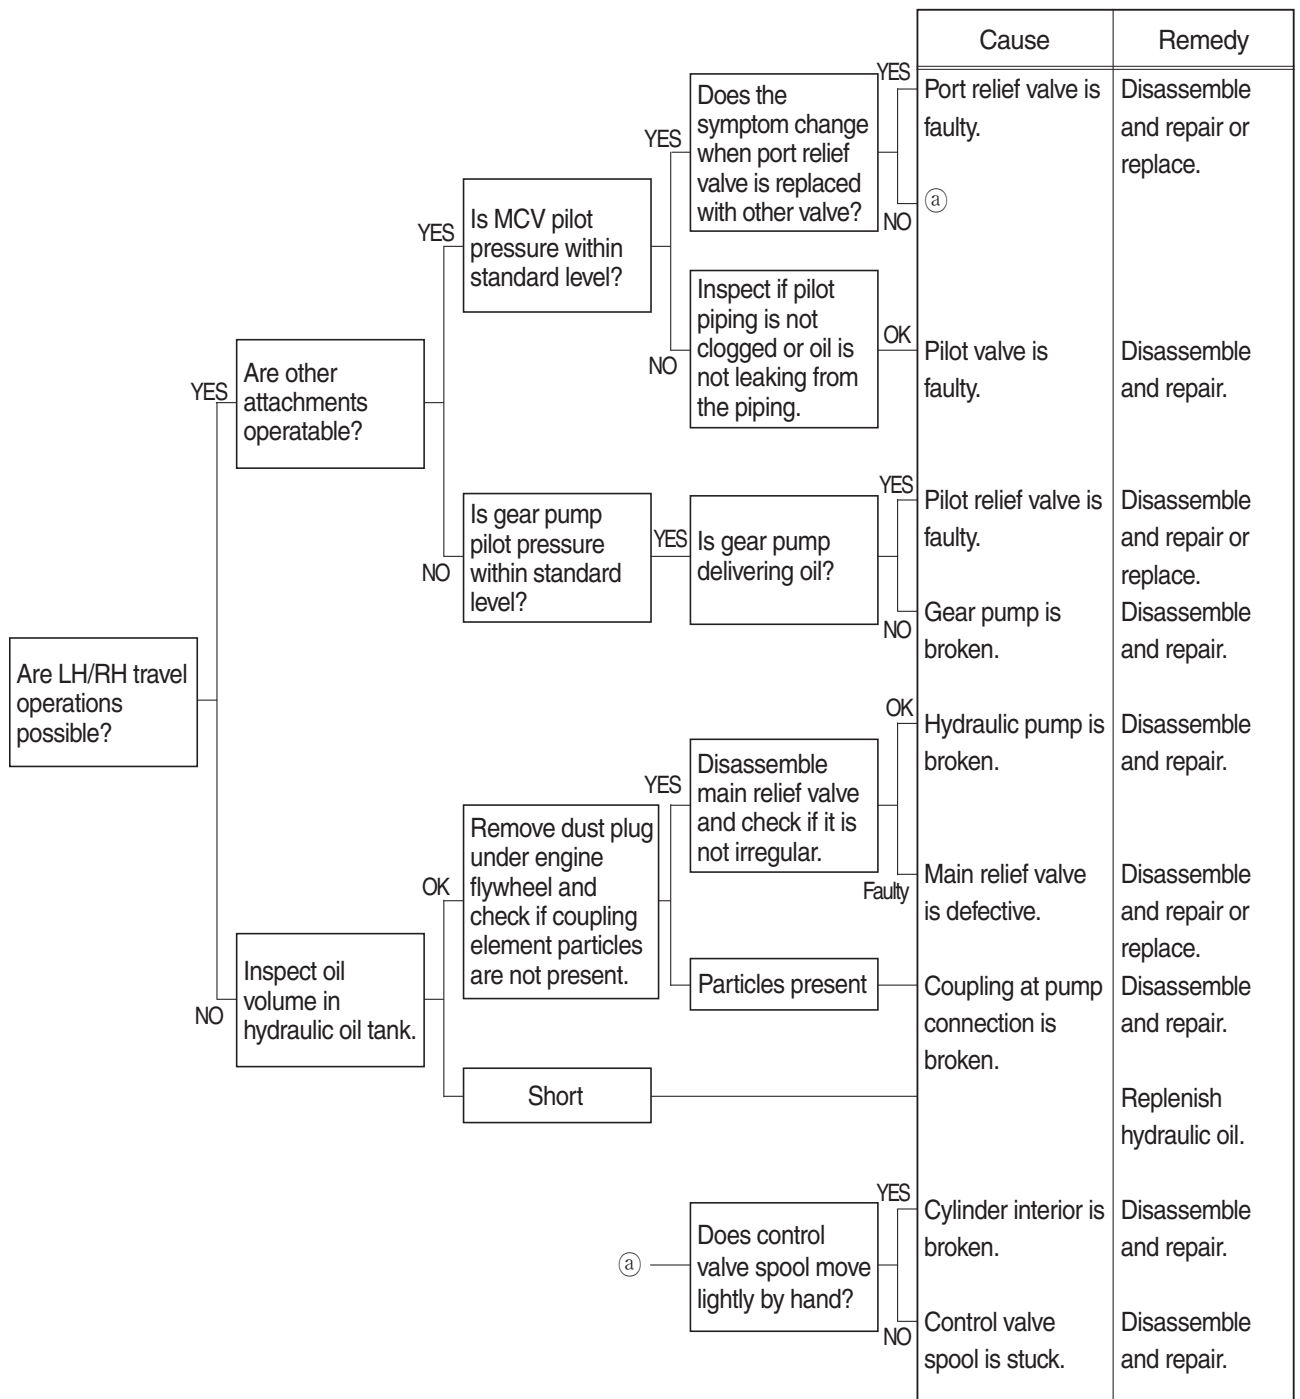 Cause
Remedy
Are LH/RH travel
operations
possible?
YES
Are other
attachments
operatable?
YES
Is MCV pilot
pressure within
standard level?
YES
Does the
symptom change
when port relief
valve is replaced
with other valve?
YES
Port relief valve is
faulty.
Disassemble
and repair or
replace.
NO
ⓐ
NO
Inspect if pilot
piping is not
clogged or oil is
not leaking from
the piping.
OK
Pilot valve is
faulty.
Disassemble
and repair.
NO
Is gear pump
pilot pressure
within standard
level?
YES
Is gear pump
delivering oil?
YES
Pilot relief valve is
faulty.
Disassemble
and repair or
replace.
NO
Gear pump is
broken.
Disassemble
and repair.
NO
Inspect oil
volume in
hydraulic oil tank.
OK
Remove dust plug
under engine
flywheel and
check if coupling
element particles
are not present.
YES
Disassemble
main relief valve
and check if it is
not irregular.
OK
Hydraulic pump is
broken.
Disassemble
and repair.
Faulty
Main relief valve
is defective.
Disassemble
and repair or
replace.
Particles present
Coupling at pump
connection is
broken.
Disassemble
and repair.
Short
Replenish
hydraulic oil.
ⓐ
Does control
valve spool move
lightly by hand?
YES
Cylinder interior is
broken.
Disassemble
and repair.
NO
Control valve
spool is stuck.
Disassemble
and repair.